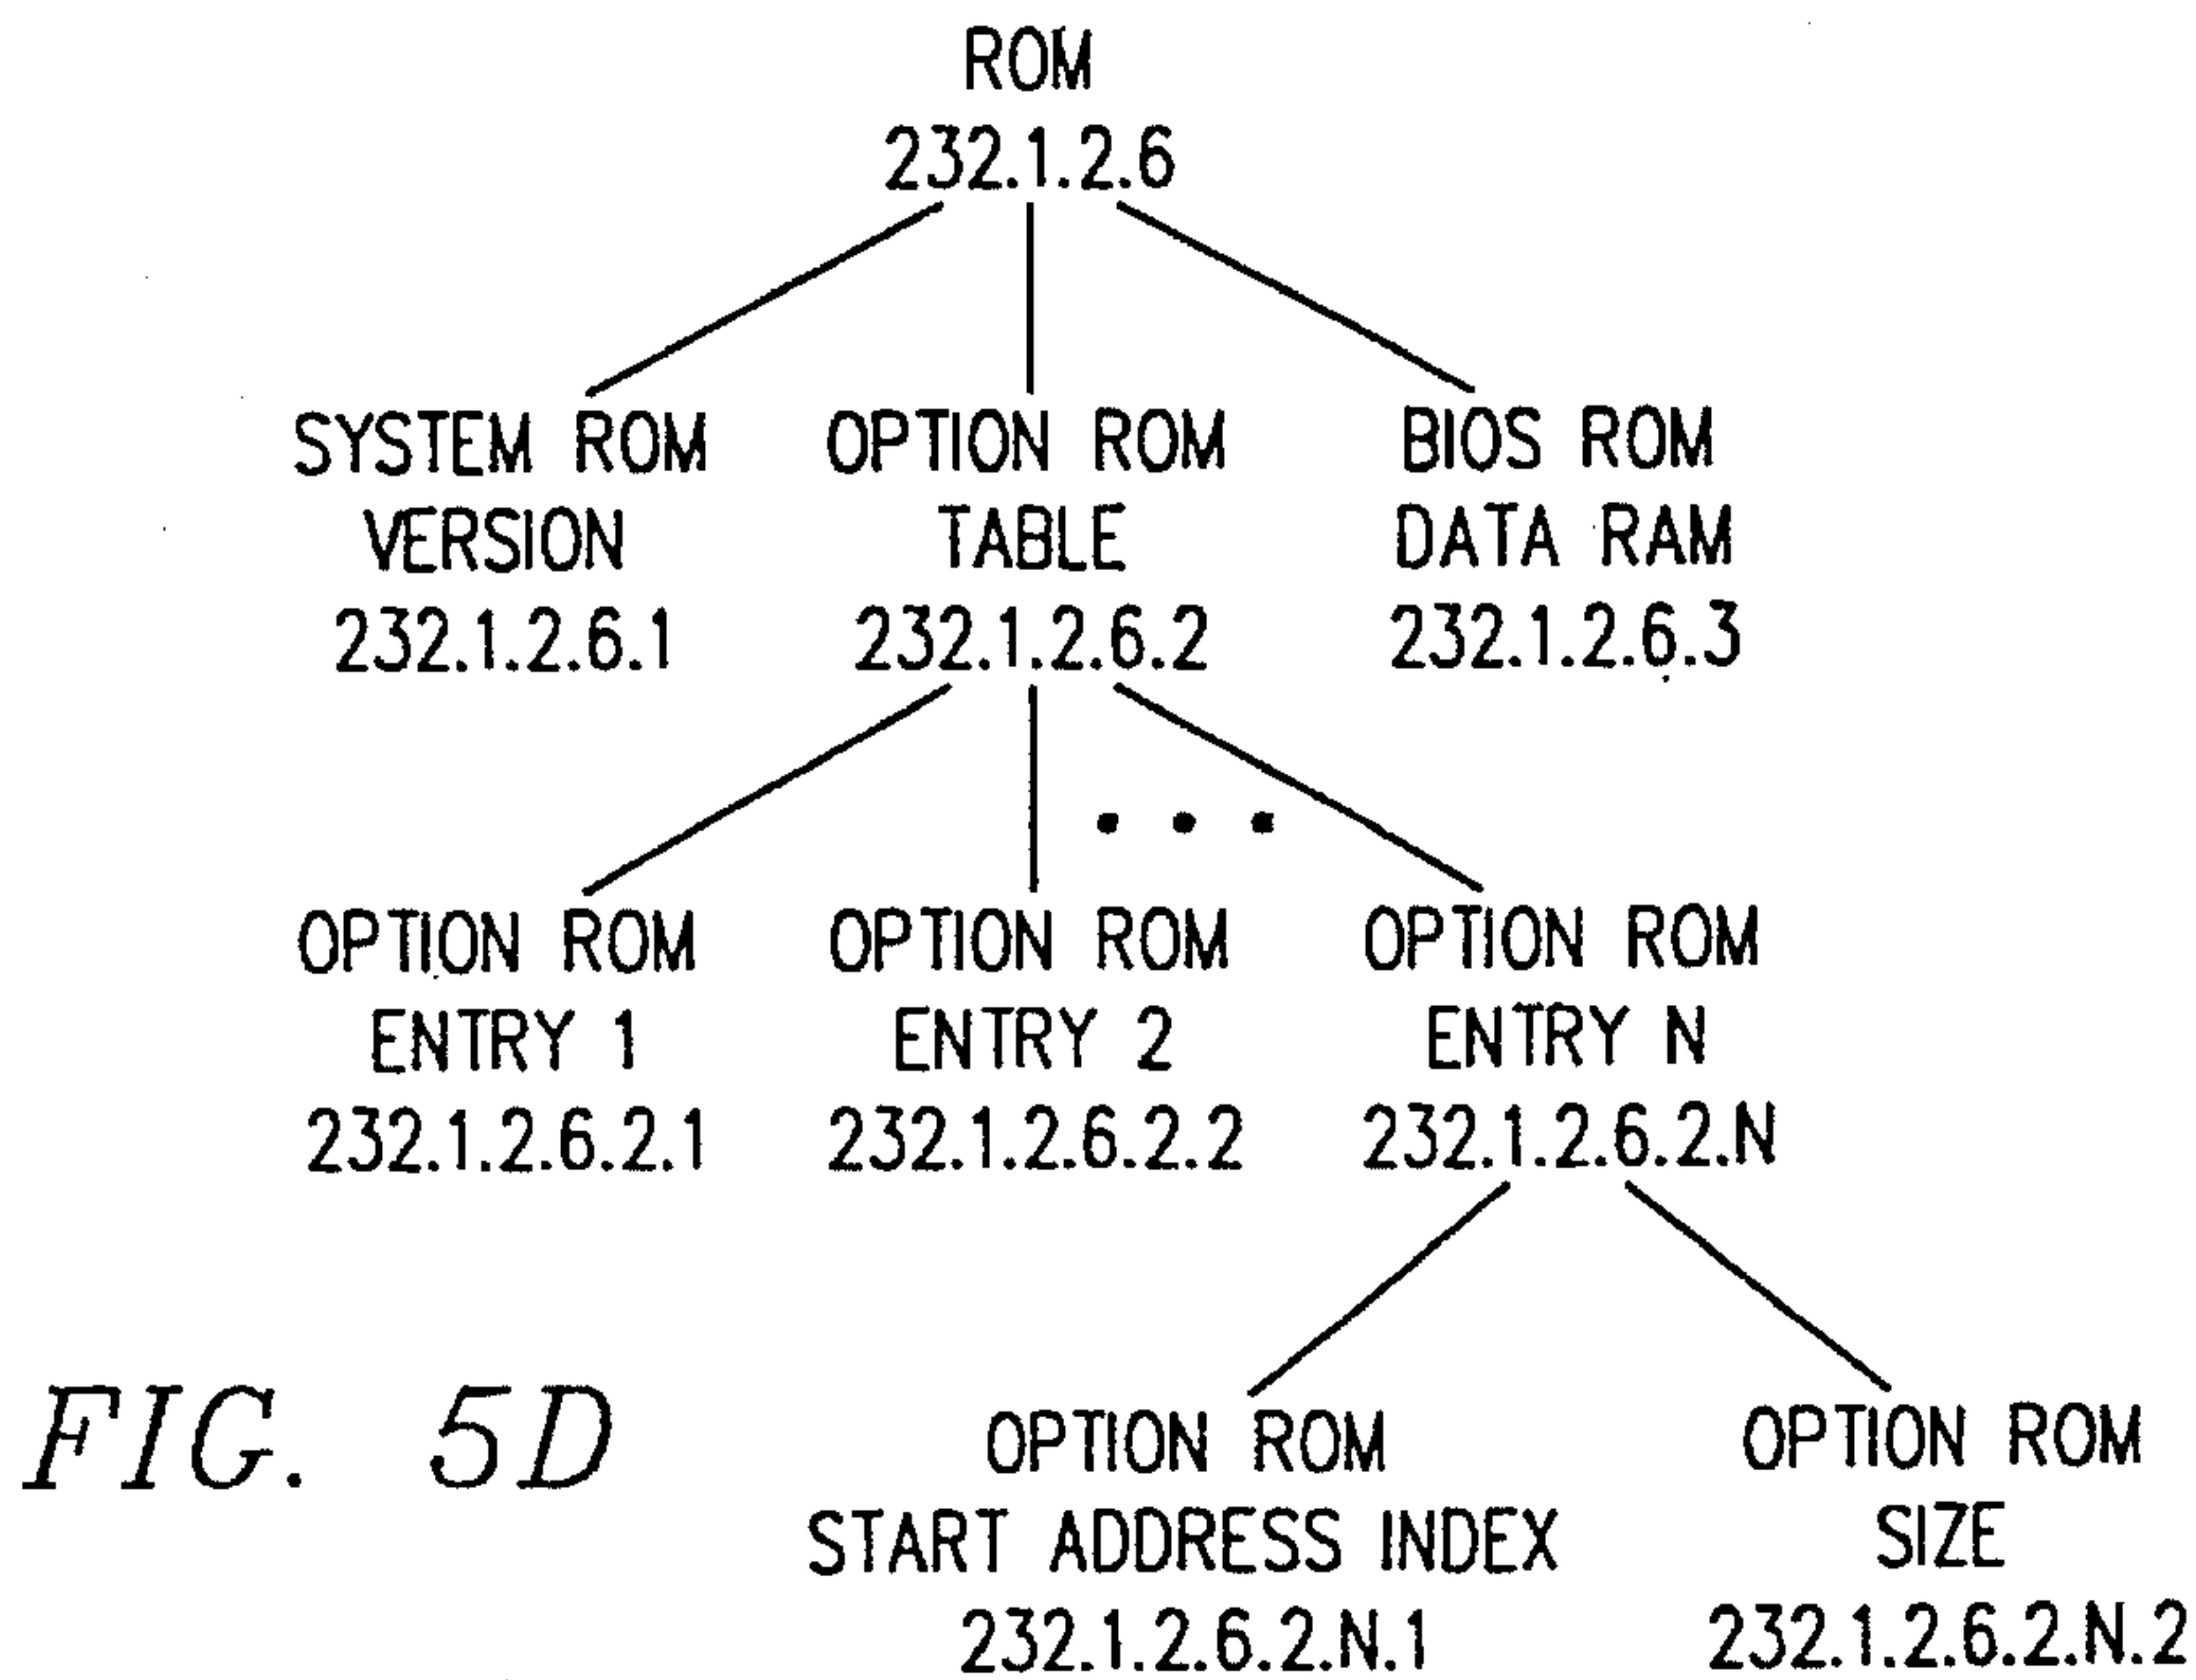 ROM
232.1.2.6
SYSTEM ROM
VERSION
232.1.2.6.1
OPTION ROM
TABLE
232.1.2.6.2
BIOS ROM
DATA RAM
232.1.2.6.3
. . .
OPTION ROM
ENTRY 1
232.1.2.6.2.1
OPTION ROM
ENTRY 2
232.1.2.6.2.2
OPTION ROM
ENTRY N
232.1.2.6.2.N
OPTION ROM
START ADDRESS INDEX
232.1.2.6.2.N.1
OPTION ROM
SIZE
232.1.2.6.2.N.2
FIG. 5D